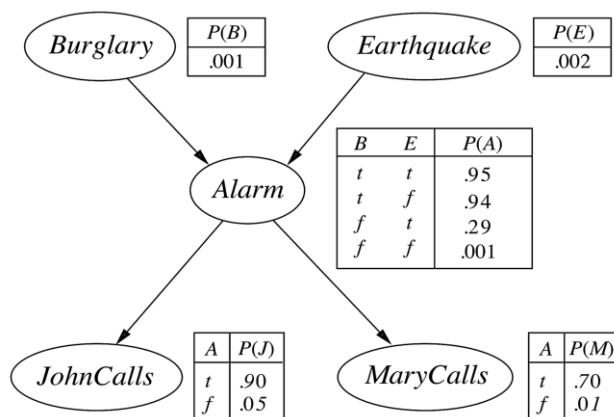 Burglary
P(B)
.001
Earthquake
P(E)
.002
Alarm
B E P(A)
t t .95
t f .94
f t .29
f f .001
JohnCalls
A P(J)
t .90
f .05
MaryCalls
A P(M)
t .70
f .01